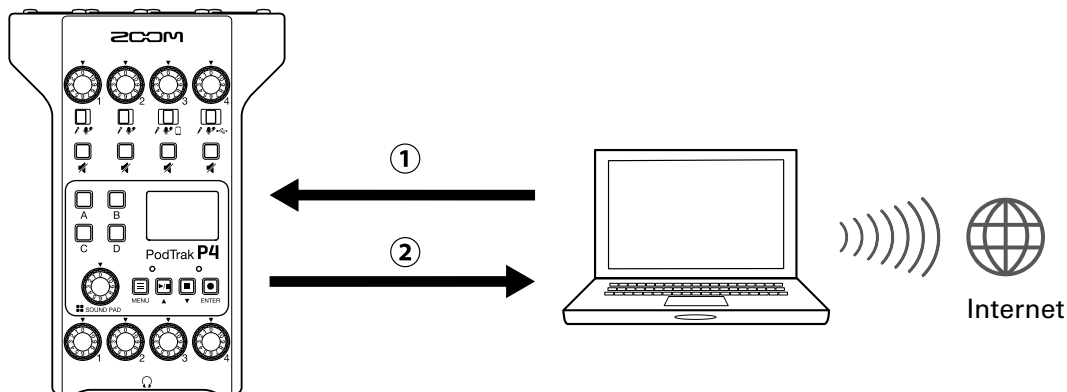 ZOOM
1 2 3 4
A B
C D
PodTrak P4
MENU ENTER
SOUND PAD
1 2 3 4
①
②
Internet